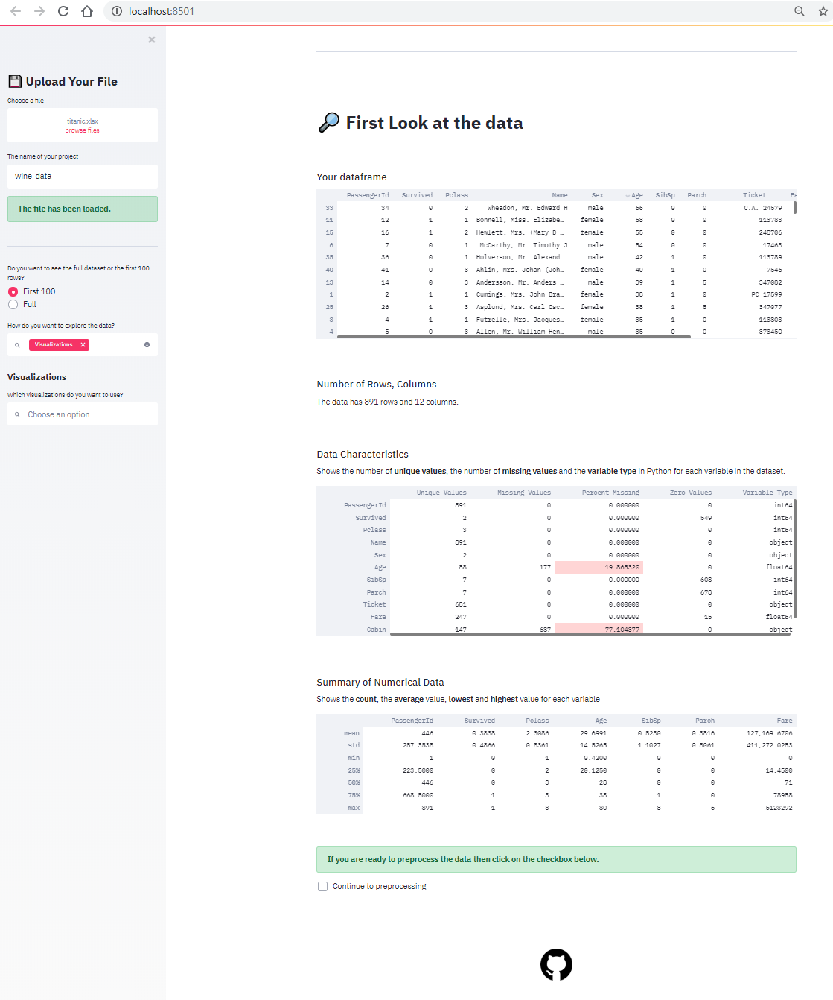 localhost:8501
Upload Your File
Choose a file
titanic.xlsx
browse files
The name of your project
wine_data
The file has been loaded.
Do you want to see the full dataset or the first 100
rows?
First 100
Full
How do you want to explore the data?
Visualizations
Visualizations
Which visualizations do you want to use?
Choose an option
First Look at the data
Your dataframe
PassengerId Survived Pclass Name Sex Age SibSp Parch Ticket Fa
33 34 0 2 Wheadon, Mr. Edward H male 66 0 0 C.A. 24579
11 12 1 1 Bonnell, Miss. Elizabe… female 58 0 0 113783
15 16 1 2 Hewlett, Mrs. (Mary D … female 55 0 0 248706
6 7 0 1 McCarthy, Mr. Timothy J male 54 0 0 17463
35 36 0 1 Holverson, Mr. Alexand… male 42 1 0 113789
40 41 0 3 Ahlin, Mrs. Johan (Joh… female 40 1 0 7546
13 14 0 3 Andersson, Mr. Anders … male 39 1 5 347082
1 2 1 1 Cumings, Mrs. John Bra… female 38 1 0 PC 17599
25 26 1 3 Asplund, Mrs. Carl Osc… female 38 1 5 347077
3 4 1 1 Futrelle, Mrs. Jacques… female 35 1 0 113803
4 5 0 3 Allen, Mr. William Hen… male 35 0 0 373450
Number of Rows, Columns
The data has 891 rows and 12 columns.
Data Characteristics
Shows the number of unique values, the number of missing values and the variable type in Python for each variable in the dataset.
Unique Values Missing Values Percent Missing Zero Values Variable Type
PassengerId 891 0 0.000000 0 int64
Survived 2 0 0.000000 549 int64
Pclass 3 0 0.000000 0 int64
Name 891 0 0.000000 0 object
Sex 2 0 0.000000 0 object
Age 88 177 19.865320 0 float64
SibSp 7 0 0.000000 608 int64
Parch 7 0 0.000000 678 int64
Ticket 681 0 0.000000 0 object
Fare 247 0 0.000000 15 float64
Cabin 147 687 77.104377 0 object
Summary of Numerical Data
Shows the count, the average value, lowest and highest value for each variable
PassengerId Survived Pclass Age SibSp Parch Fare
mean 446 0.3838 2.3086 29.6991 0.5230 0.3816 127,169.6706
std 257.3538 0.4866 0.8361 14.5265 1.1027 0.8061 411,272.0253
min 1 0 1 0.4200 0 0 0
25% 223.5000 0 2 20.1250 0 0 14.4500
50% 446 0 3 28 0 0 71
75% 668.5000 1 3 38 1 0 78958
max 891 1 3 80 8 6 5123292
If you are ready to preprocess the data then click on the checkbox below.
Continue to preprocessing